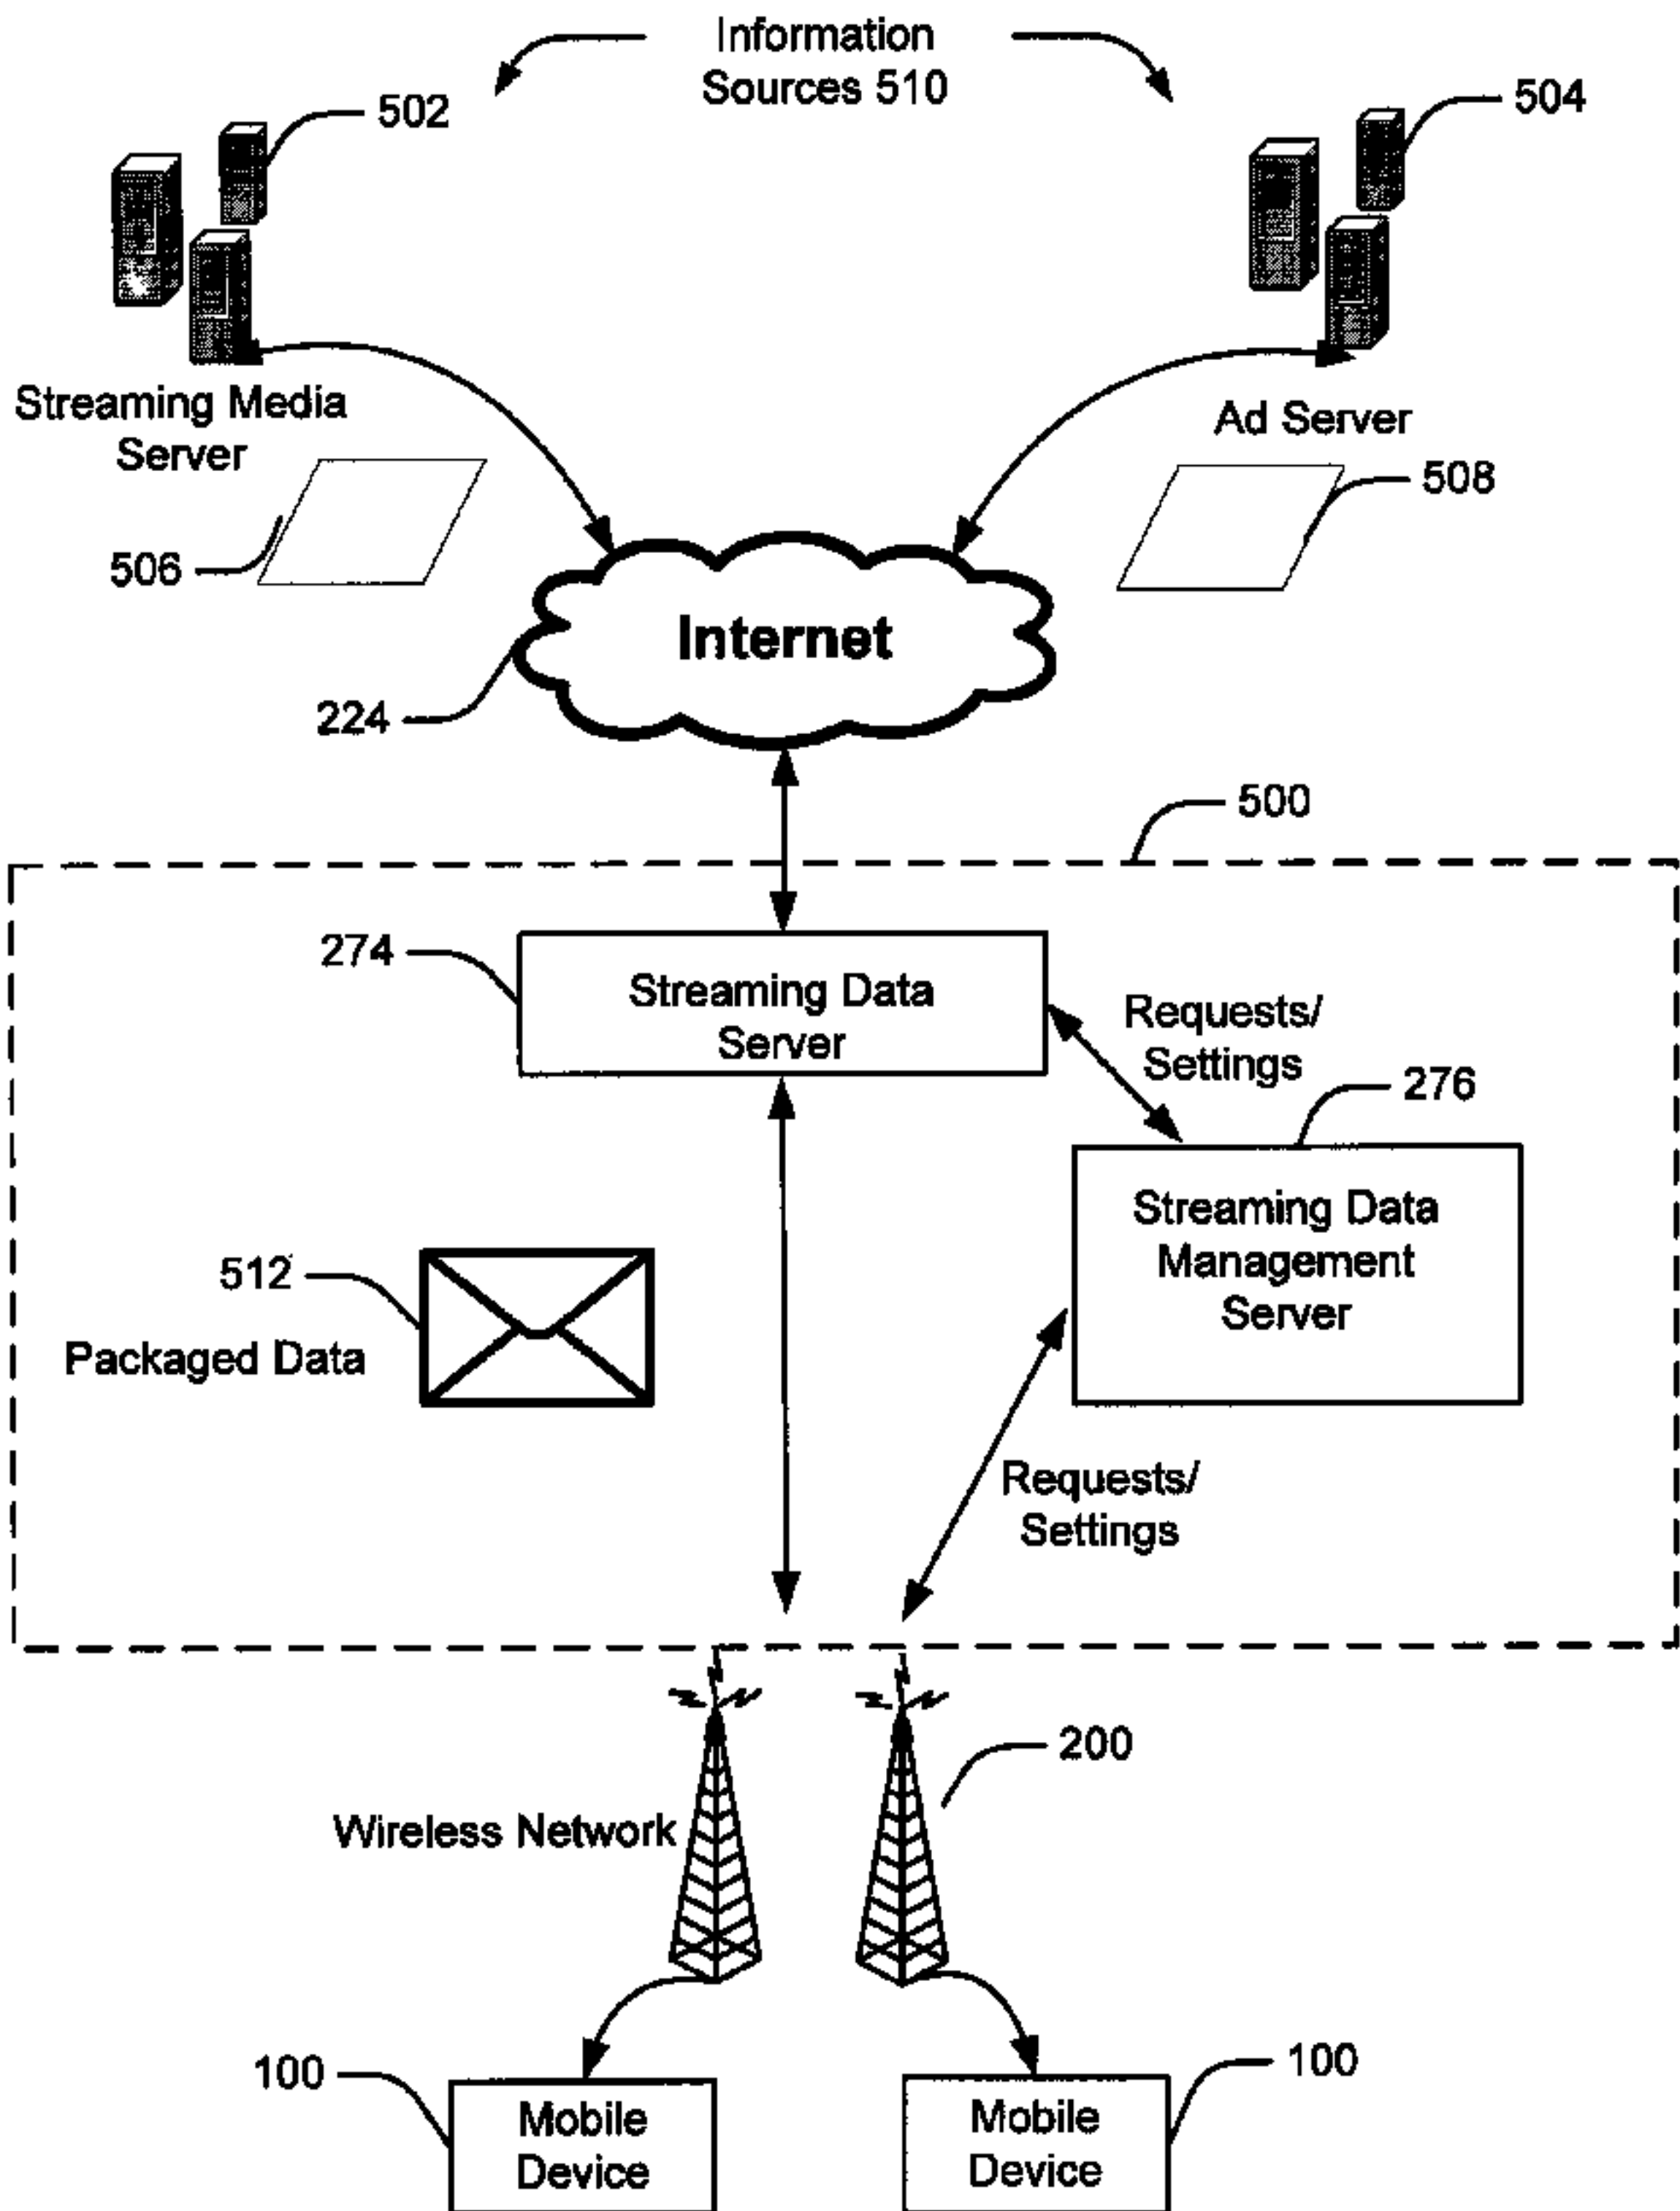 Information
Sources 510
502
504
Streaming Media
Server
Ad Server
506
508
Internet
224
500
274
Streaming Data
Server
Requests/
Settings
276
Streaming Data
Management
Server
512
Packaged Data
Requests/
Settings
200
Wireless Network
100
Mobile
Device
Mobile
Device
100